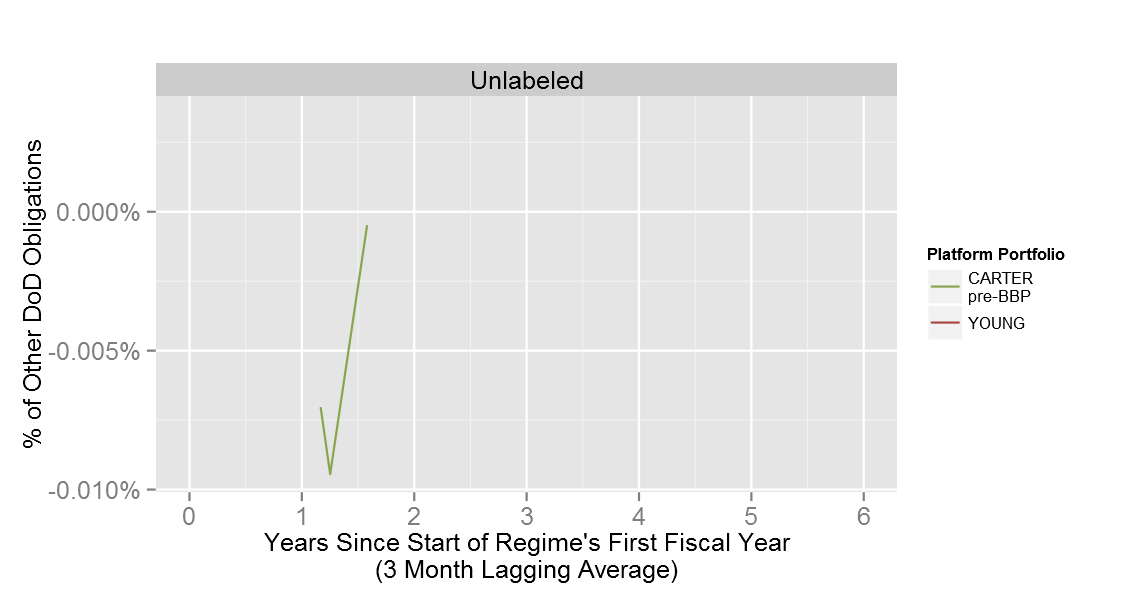 Unlabeled
% of Other DoD Obligations
0.000%
-0.005%
-0.010%
0 1 2 3 4 5 6
Years Since Start of Regime's First Fiscal Year
(3 Month Lagging Average)
Platform Portfolio
CARTER
pre-BBP
YOUNG